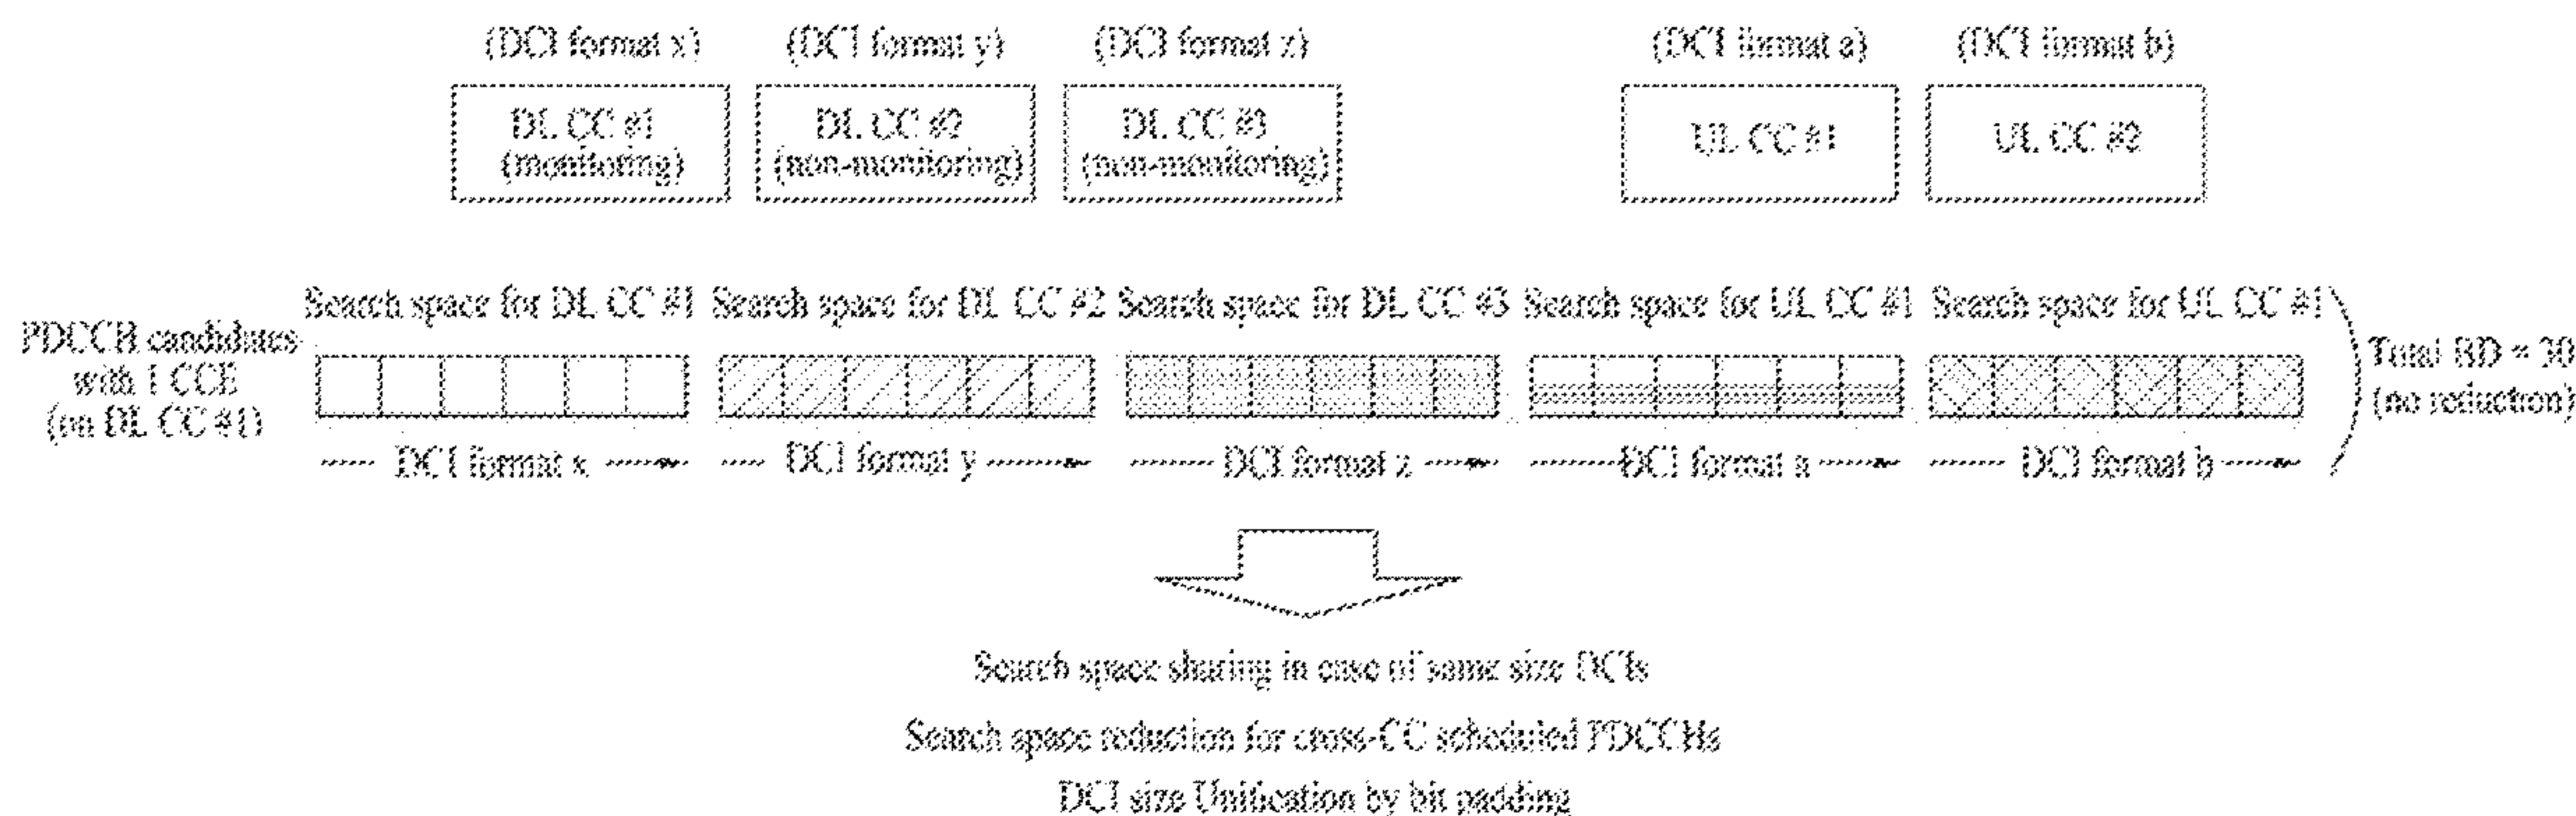 (DCI format x) (DCI format y) (DCI format z) (DCI format a) (DCI format b)
DL CC #1 DL CC #2 DL CC #3 UL CC #1 UL CC #2
(monitoring) (non-monitoring) (non-monitoring)
Search space for DL CC #1 Search space for DL CC #2 Search space for DL CC #3 Search space for UL CC #1 Search space for UL CC #1
PDCCH candidates
with 1 CCE
(on DL CC #1)
Total BD = 30
(no reduction)
DCI format x DCI format y DCI format z DCI format a DCI format b
Search space sharing in case of same size DCIs
Search space reduction for cross-CC scheduled PDCCHs
DCI size Unification by bit padding